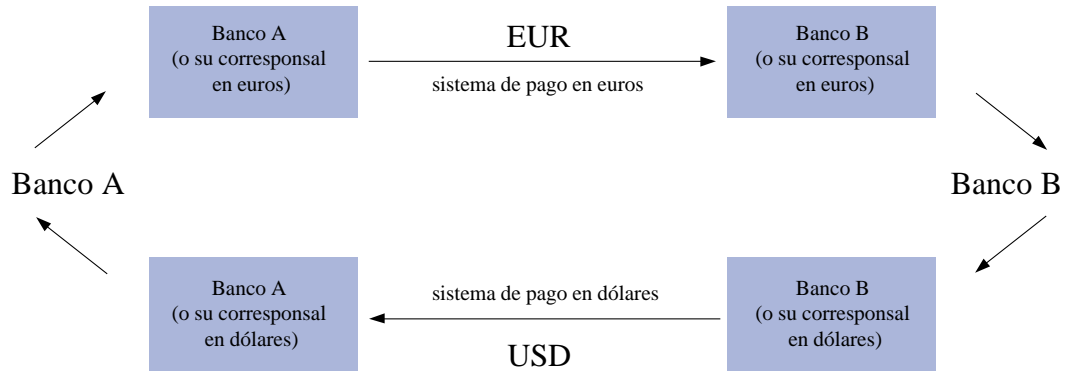 Banco A
(o su corresponsal
en euros)
EUR
sistema de pago en euros
Banco B
(o su corresponsal
en euros)
Banco A
Banco B
Banco A
(o su corresponsal
en dólares)
sistema de pago en dólares
USD
Banco B
(o su corresponsal
en dólares)